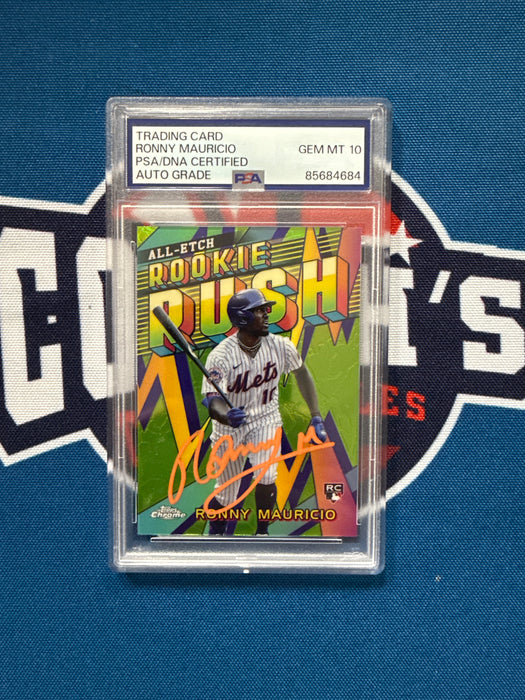 TRADING CARD
RONNY MAURICIO GEM MT 10
PSA/DNA CERTIFIED
AUTO GRADE PSA 85684684
ALL-ETCH
ROOKIE
RUSH
Mets
Ronny M
RC
Topps Chrome RONNY MAURICIO